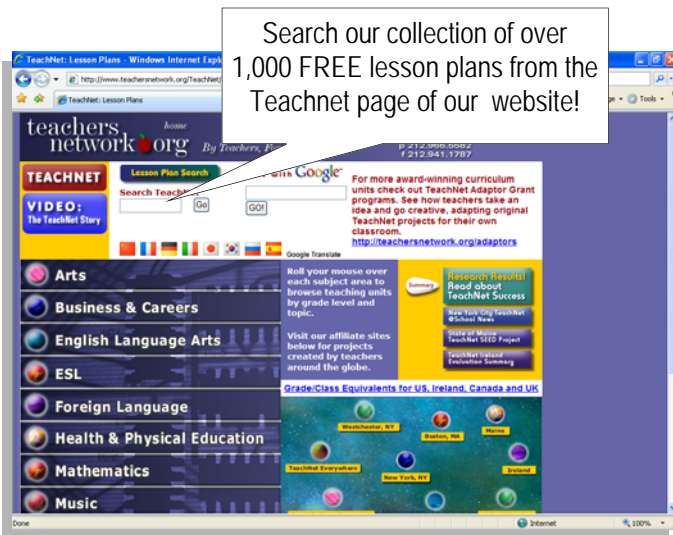 Search our collection of over
1,000 FREE lesson plans from the
Teachnet page of our website!
TeachNet: Lesson Plans - Windows Internet Expl
http://www.teachersnetwork.org/TeachNet/
TeachNet: Lesson Plans
Tools
teachers
home
network org
By Teachers, F
p 212.966.5582
f 212.941.1787
TEACHNET
VIDEO:
The TeachNet Story
Lesson Plan Search
Search TeachNet
Go
with Google
GO!
Google Translate
For more award-winning curriculum
units check out TeachNet Adaptor Grant
programs. See how teachers take an
idea and go creative, adapting original
TeachNet projects for their own
classroom.
http://teachersnetwork.org/adaptors
Arts
Business & Careers
English Language Arts
ESL
Foreign Language
Health & Physical Education
Mathematics
Music
Roll your mouse over
each subject area to
browse teaching units
by grade level and
topic.
Visit our affiliate sites
below for projects
created by teachers
around the globe.
Summary
Research Results!
Read about
TeachNet Success
New York City TeachNet
@School News
State of Maine
TeachNet SEED Project
TeachNet Ireland
Evaluation Summary
Grade/Class Equivalents for US, Ireland, Canada and UK
Westchester, NY
Boston, MA
Maine
TeachNet Everywhere
New York, NY
Ireland
Done
Internet
100%